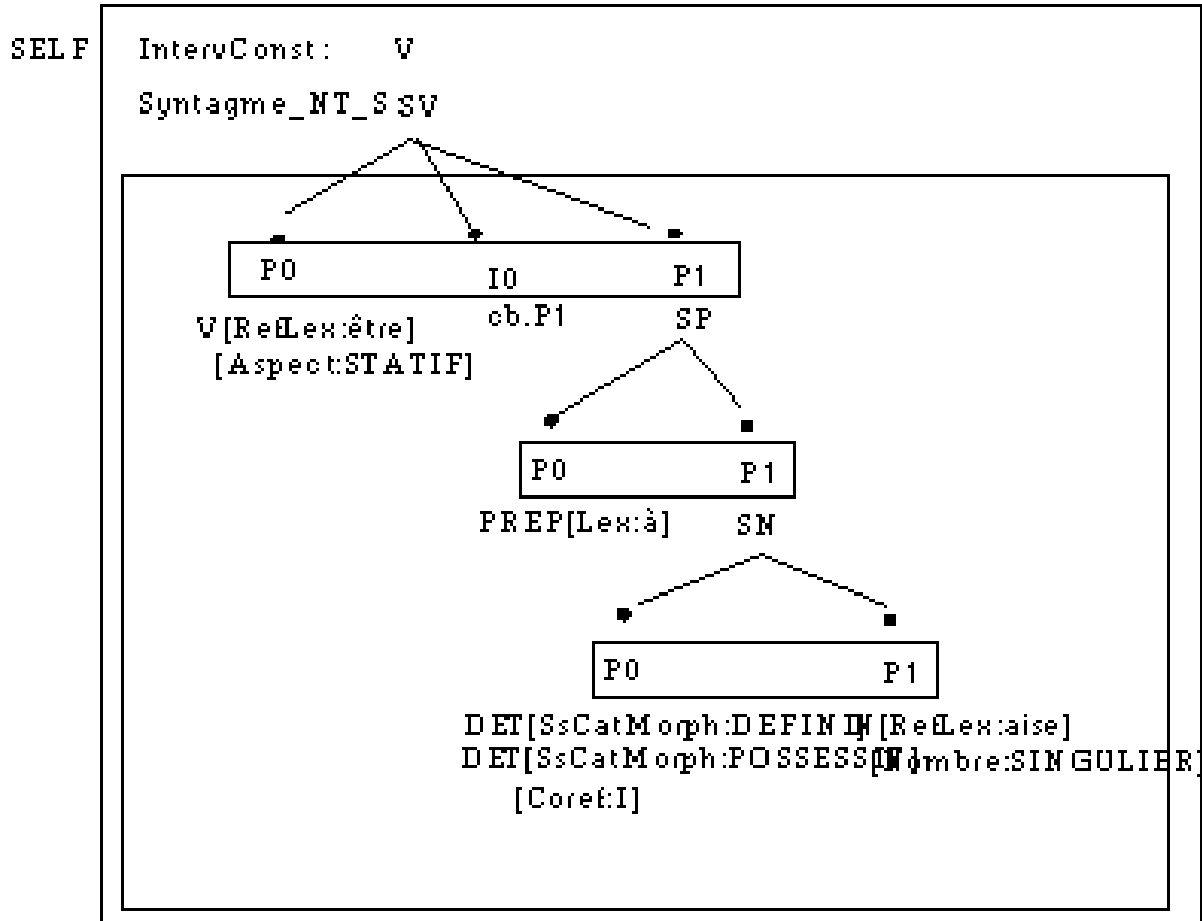 SELF IntervConst: V
Syntagme_NT_S SV
P0 I0 P1
cb.P1 SP
V[RefLex:être]
[Aspect:STATIF]
P0 P1
PREP[Lex:à] SN
P0 P1
DET[SsCatMorph:DEFINI] N[RefLex:aise]
DET[SsCatMorph:POSSESSIF] [Nombre:SINGULIER]
[Coref:I]